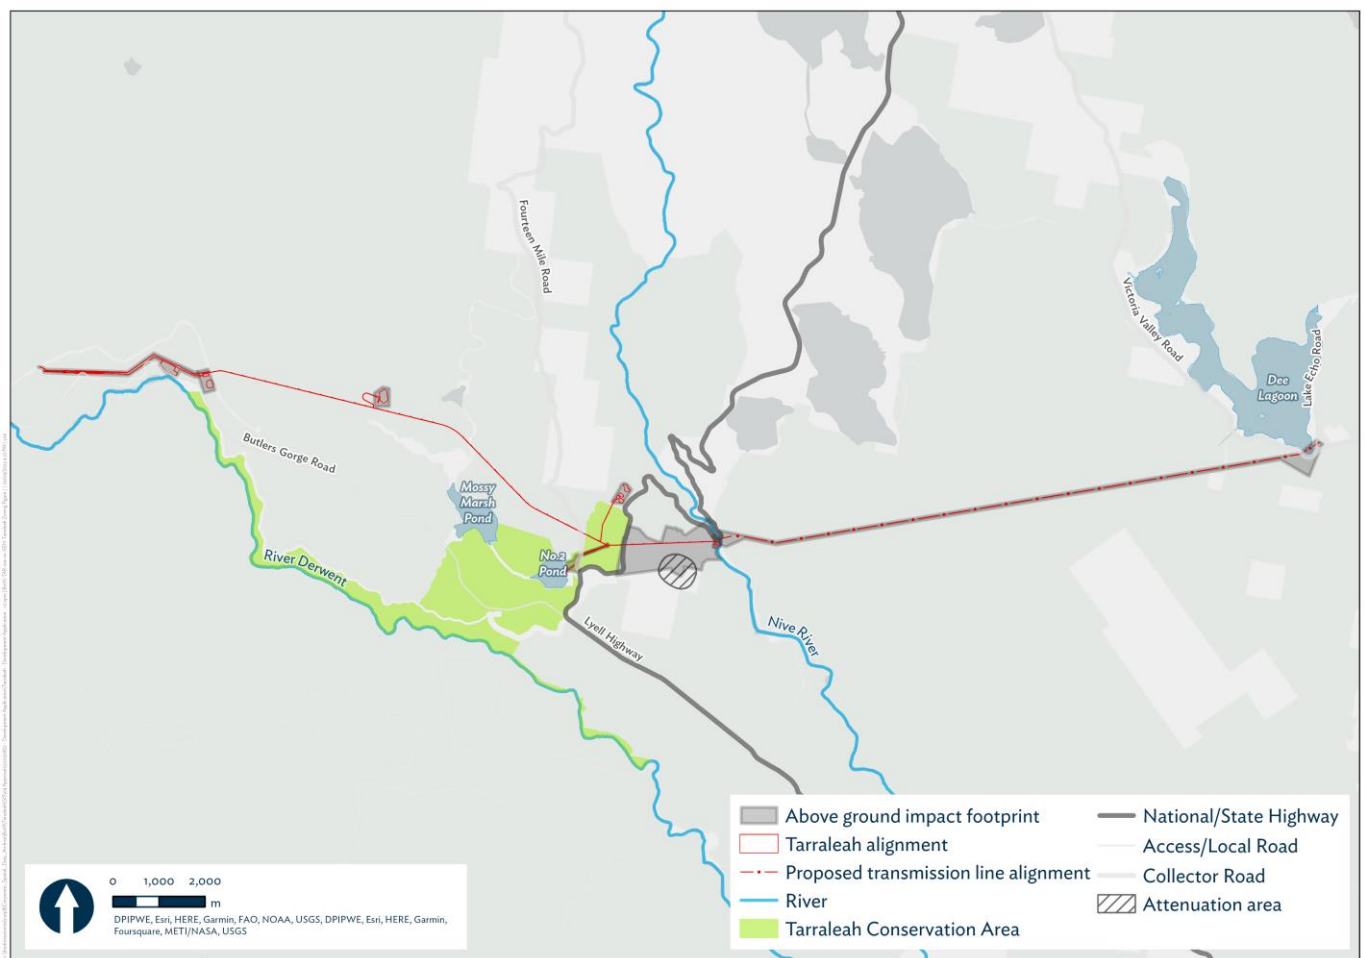 Fourteen Mile Road
Victoria Valley Road
Lake Echo Road
Dee
Lagoon
Butlers Gorge Road
Mossy
Marsh
Pond
No.2
Pond
River Derwent
Lyell Highway
Nive River
Above ground impact footprint
Tarraleah alignment
Proposed transmission line alignment
River
Tarraleah Conservation Area
National/State Highway
Access/Local Road
Collector Road
Attenuation area
0 1,000 2,000
m
DPIPWE, Esri, HERE, Garmin, FAO, NOAA, USGS, DPIPWE, Esri, HERE, Garmin,
Foursquare, METI/NASA, USGS